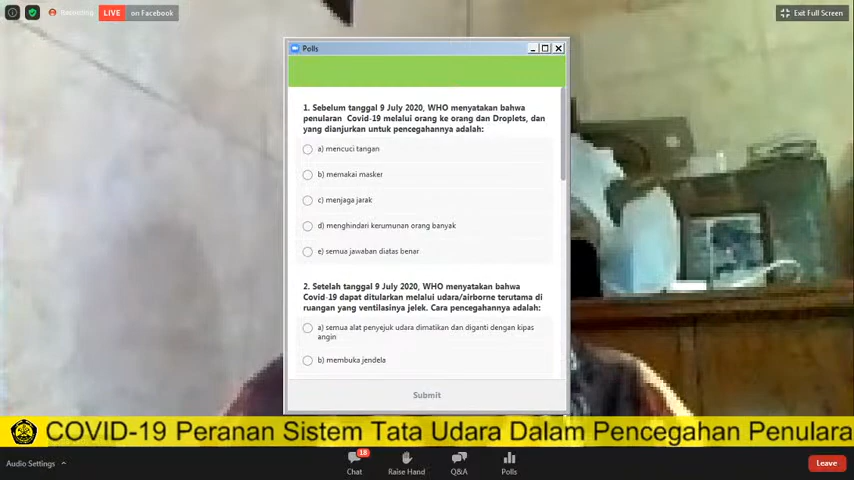 Recording
LIVE on Facebook
Exit Full Screen
Polls
1. Sebelum tanggal 9 July 2020, WHO menyatakan bahwa
penularan Covid-19 melalui orang ke orang dan Droplets, dan
yang dianjurkan untuk pencegahannya adalah:
a) mencuci tangan
b) memakai masker
c) menjaga jarak
d) menghindari kerumunan orang banyak
e) semua jawaban diatas benar
2. Setelah tanggal 9 July 2020, WHO menyatakan bahwa
Covid-19 dapat ditularkan melalui udara/airborne terutama di
ruangan yang ventilasinya jelek. Cara pencegahannya adalah:
a) semua alat penyejuk udara dimatikan dan diganti dengan kipas
angin
b) membuka jendela
Submit
COVID-19 Peranan Sistem Tata Udara Dalam Pencegahan Penulara
Audio Settings
18
Chat
Raise Hand
Q&A
Polls
Leave